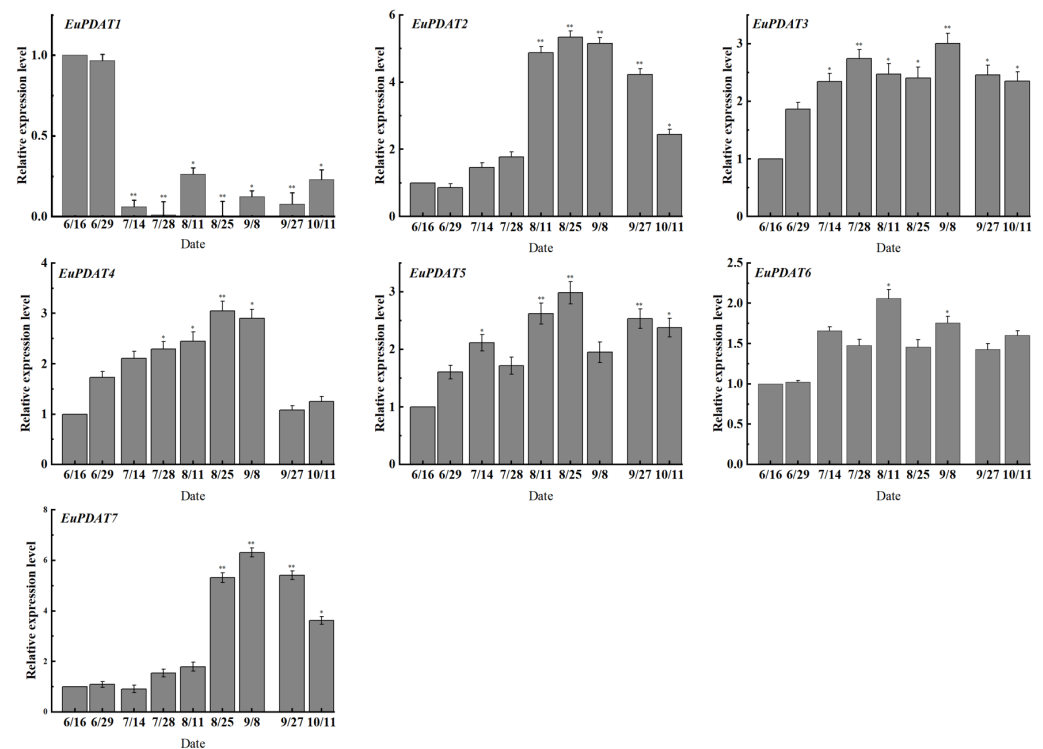 EuPDAT1
Relative expression level
1.0
0.5
0.0
* ** ** * ** * ** *
6/16 6/29 7/14 7/28 8/11 8/25 9/8 9/27 10/11
Date
EuPDAT2
Relative expression level
6
4
2
0
** ** ** ** *
6/16 6/29 7/14 7/28 8/11 8/25 9/8 9/27 10/11
Date
EuPDAT3
Relative expression level
3
2
1
0
* ** * * ** * *
6/16 6/29 7/14 7/28 8/11 8/25 9/8 9/27 10/11
Date
EuPDAT4
Relative expression level
4
3
2
1
0
* * ** *
6/16 6/29 7/14 7/28 8/11 8/25 9/8 9/27 10/11
Date
EuPDAT5
Relative expression level
3
2
1
0
* ** ** ** *
6/16 6/29 7/14 7/28 8/11 8/25 9/8 9/27 10/11
Date
EuPDAT6
Relative expression level
2.5
2.0
1.5
1.0
0.5
0.0
* *
6/16 6/29 7/14 7/28 8/11 8/25 9/8 9/27 10/11
Date
EuPDAT7
Relative expression level
8
6
4
2
0
** ** ** *
6/16 6/29 7/14 7/28 8/11 8/25 9/8 9/27 10/11
Date